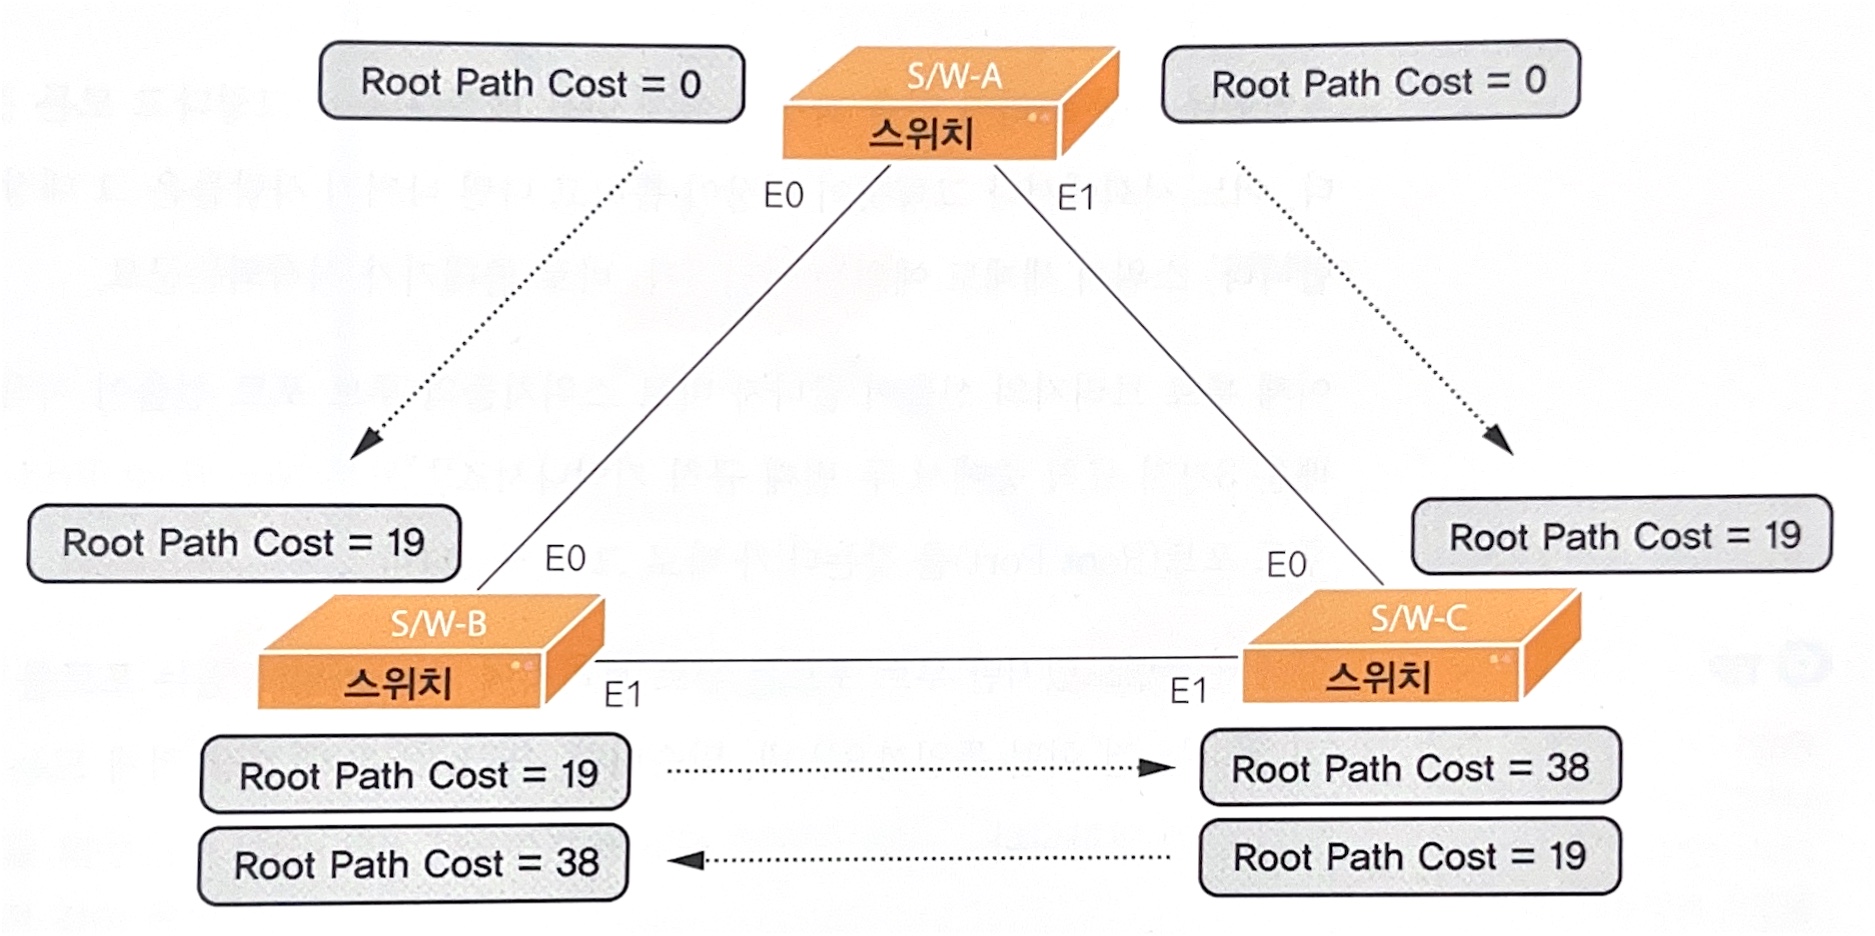 Root Path Cost = 0
S/W-A
스위치
Root Path Cost = 0
E0
E1
Root Path Cost = 19
E0
E0
Root Path Cost = 19
S/W-B
스위치
E1
E1
S/W-C
스위치
Root Path Cost = 19
Root Path Cost = 38
Root Path Cost = 38
Root Path Cost = 19